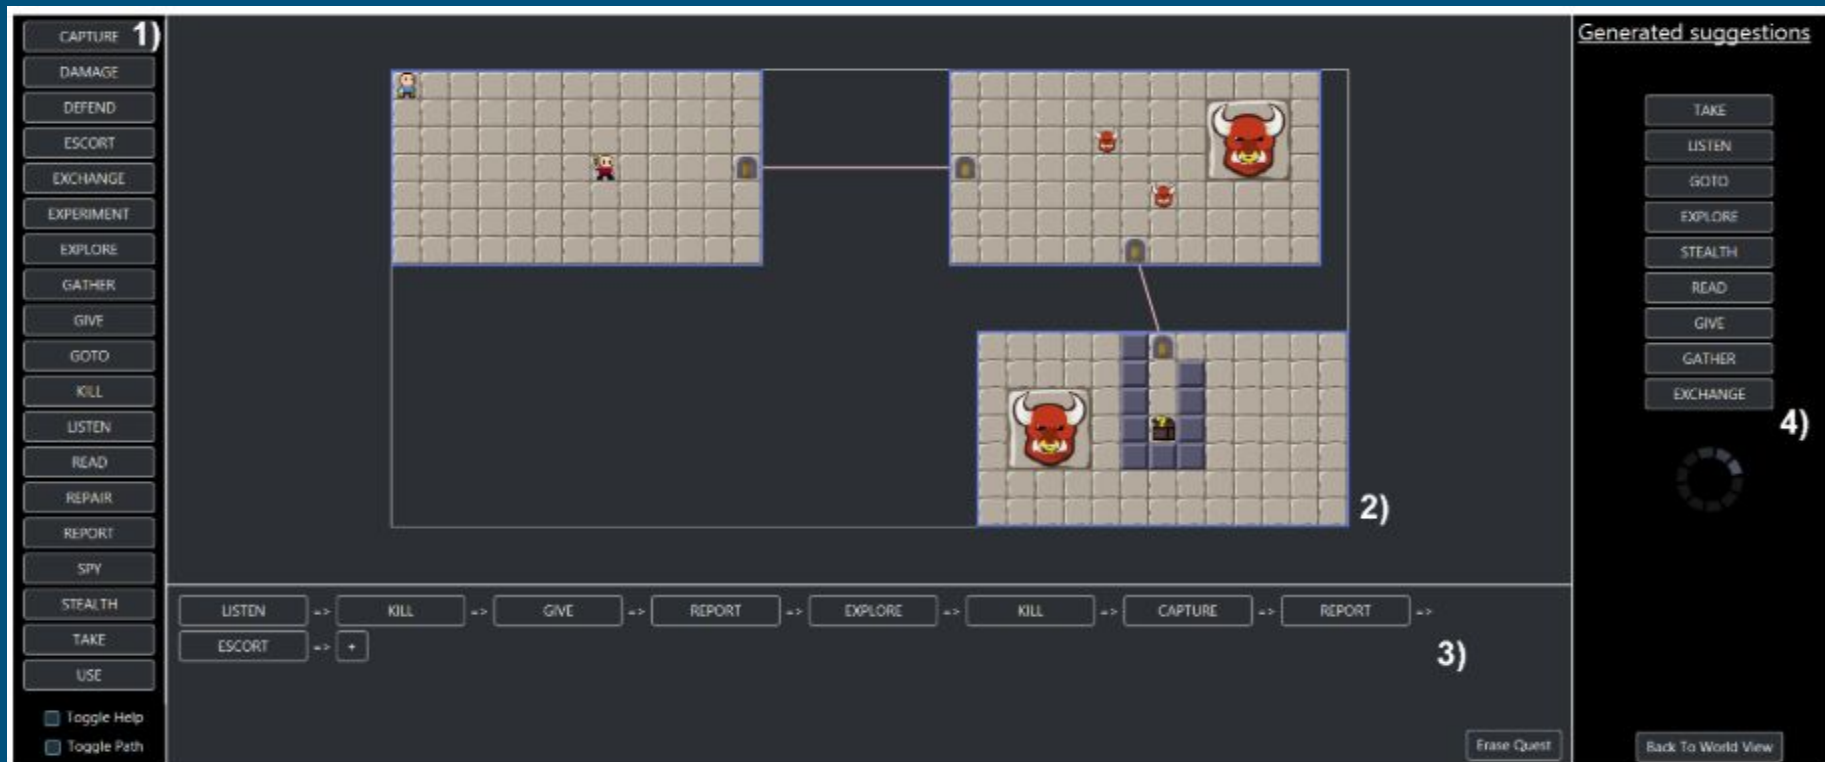 CAPTURE 1)
DAMAGE
DEFEND
ESCORT
EXCHANGE
EXPERIMENT
EXPLORE
GATHER
GIVE
GOTO
KILL
LISTEN
READ
REPAIR
REPORT
SPY
STEALTH
TAKE
USE
Toggle Help
Toggle Path
2)
LISTEN => KILL => GIVE => REPORT => EXPLORE => KILL => CAPTURE => REPORT =>
ESCORT => +
3)
Erase Quest
Generated suggestions
TAKE
LISTEN
GOTO
EXPLORE
STEALTH
READ
GIVE
GATHER
EXCHANGE
4)
Back To World View